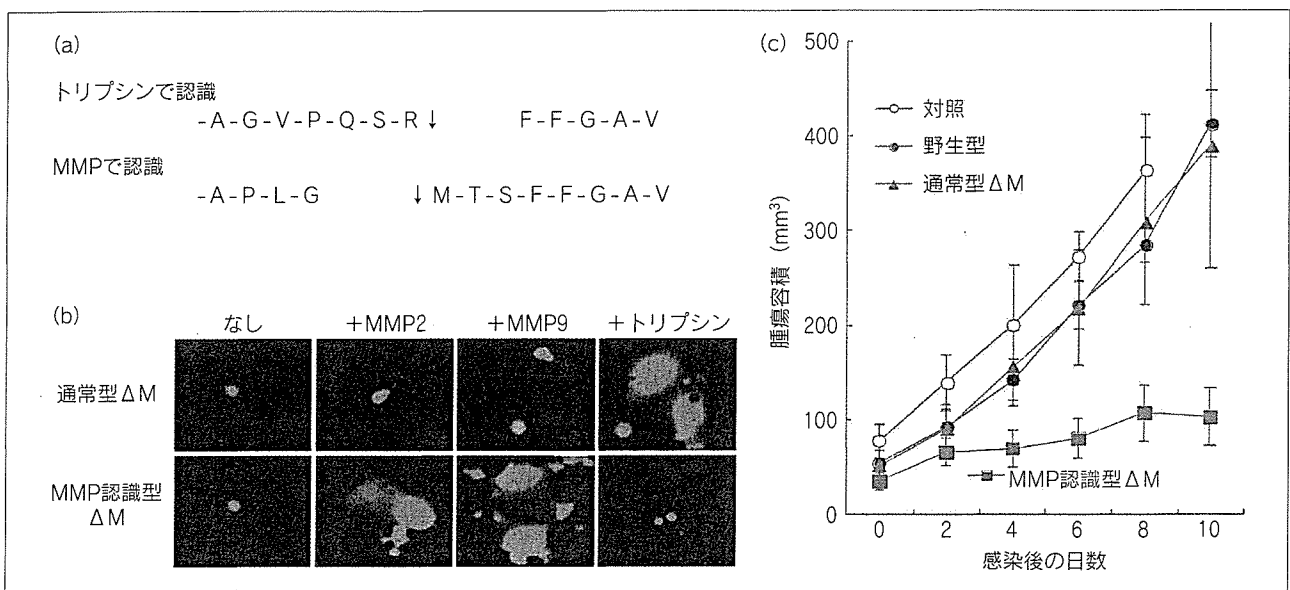 (a)
トリプシンで認識
-A-G-V-P-Q-S-R↓ F-F-G-A-V
MMPで認識
-A-P-L-G ↓M-T-S-F-F-G-A-V
(b)
なし +MMP2 +MMP9 +トリプシン
通常型ΔM
MMP認識型
ΔM
(c)
500
400
300
200
100
0
腫瘍容積 (mm³)
対照
野生型
通常型ΔM
MMP認識型ΔM
0 2 4 6 8 10
感染後の日数